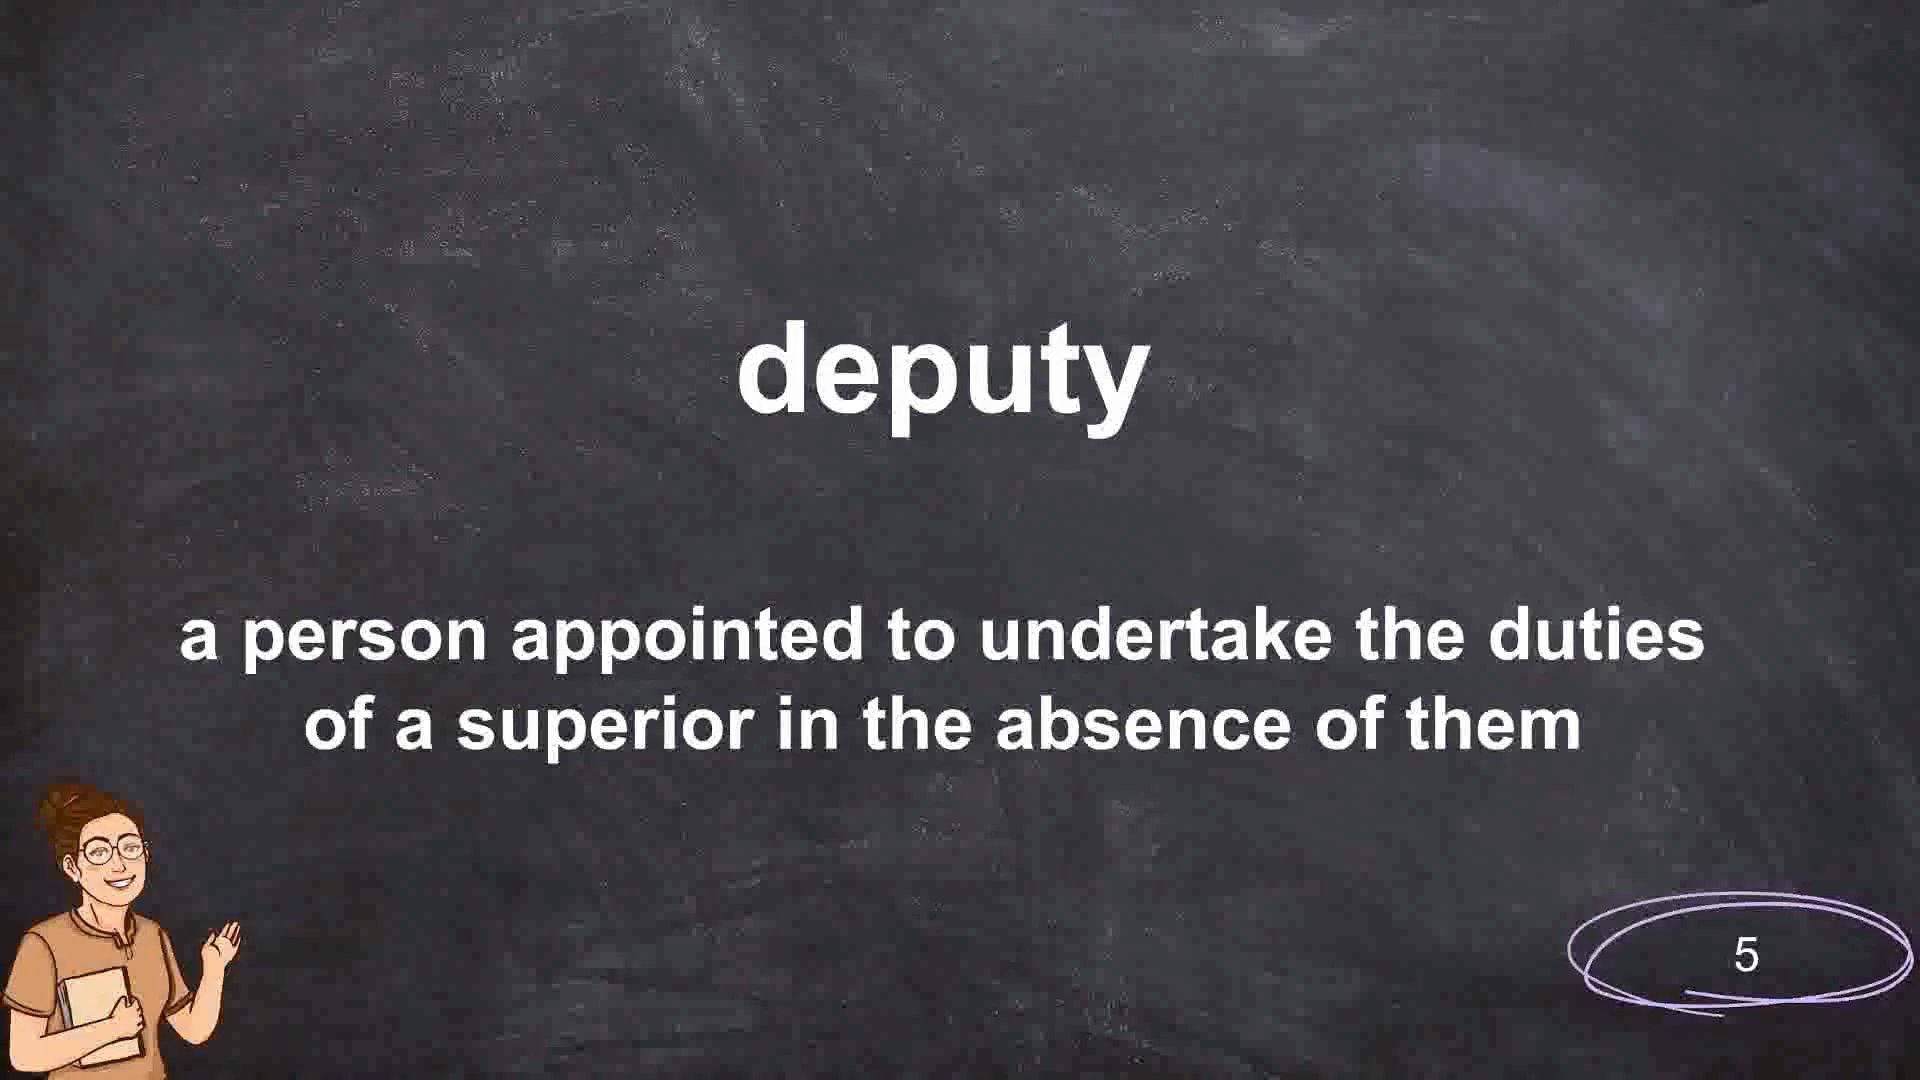 deputy
a person appointed to undertake the duties
of a superior in the absence of them
5